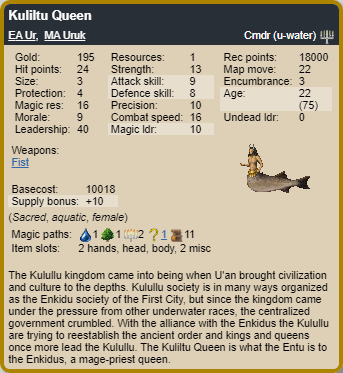 Kuliltu Queen
EA Ur, MA Uruk Cmdr (u-water)
Gold: 195 Resources: 1 Rec points: 18000
Hit points: 24 Strength: 13 Map move: 22
Size: 3 Attack skill: 9 Encumbrance: 3
Protection: 4 Defence skill: 8 Age: 22
Magic res: 16 Precision: 10 (75)
Morale: 9 Combat speed: 16 Undead ldr: 0
Leadership: 40 Magic ldr: 10
Weapons:
Fist
Basecost: 10018
Supply bonus: +10
(Sacred, aquatic, female)
Magic paths: 1 1 2 ? 1 11
Item slots: 2 hands, head, body, 2 misc
The Kulullu kingdom came into being when U'an brought civilization
and culture to the depths. Kulullu society is in many ways organized
as the Enkidu society of the First City, but since the kingdom came
under the pressure from other underwater races, the centralized
government crumbled. With the alliance with the Enkidus the Kulullu
are trying to reestablish the ancient order and kings and queens
once more lead the Kulullu. The Kuliltu Queen is what the Entu is to
the Enkidus, a mage-priest queen.